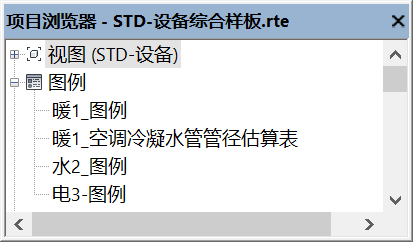 项目浏览器 - STD-设备综合样板.rte
视图 (STD-设备)
图例
暖1_图例
暖1_空调冷凝水管管径估算表
水2_图例
电3-图例